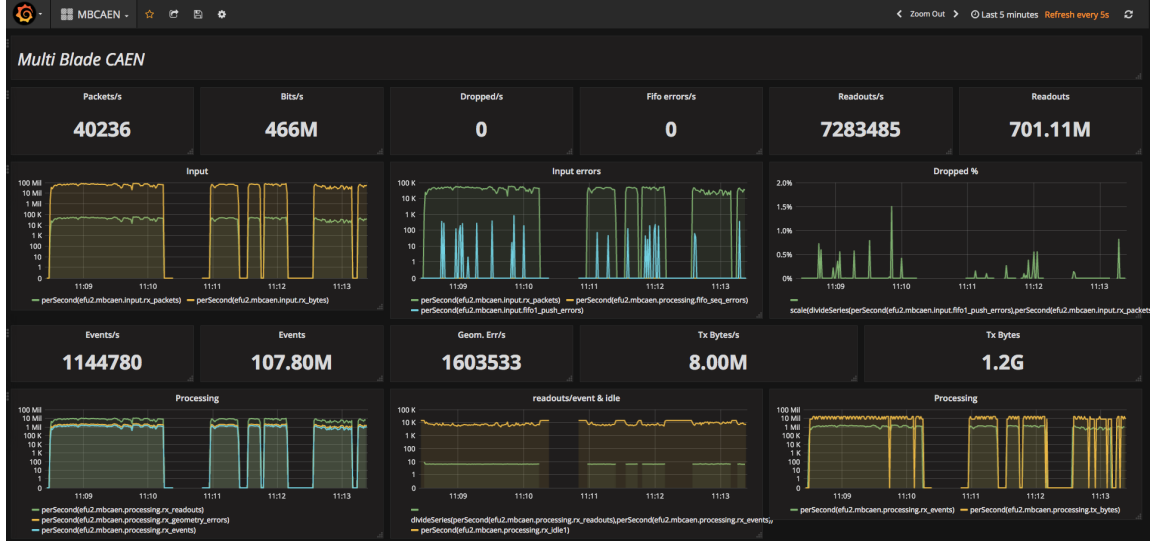 MBCAEN
Zoom Out
Last 5 minutes Refresh every 5s
Multi Blade CAEN
Packets/s
40236
Bits/s
466M
Dropped/s
0
Fifo errors/s
0
Readouts/s
7283485
Readouts
701.11M
Input
100 Mil
10 Mil
1 Mil
100 K
10 K
1 K
100
10
1
0
11:09 11:10 11:11 11:12 11:13
perSecond(efu2.mbcaen.input.rx_packets) perSecond(efu2.mbcaen.input.rx_bytes)
Input errors
100 K
10 K
1 K
100
10
1
0
11:09 11:10 11:11 11:12 11:13
perSecond(efu2.mbcaen.input.rx_packets) perSecond(efu2.mbcaen.processing.fifo_seq_errors)
perSecond(efu2.mbcaen.input.fifo1_push_errors)
Dropped %
2.0%
1.5%
1.0%
0.5%
0%
11:09 11:10 11:11 11:12 11:13
scale(divideSeries(perSecond(efu2.mbcaen.input.fifo1_push_errors),perSecond(efu2.mbcaen.input.rx_packets
Events/s
1144780
Events
107.80M
Geom. Err/s
1603533
Tx Bytes/s
8.00M
Tx Bytes
1.2G
Processing
100 Mil
10 Mil
1 Mil
100 K
10 K
1 K
100
10
1
0
11:09 11:10 11:11 11:12 11:13
perSecond(efu2.mbcaen.processing.rx_readouts)
perSecond(efu2.mbcaen.processing.rx_geometry_errors)
perSecond(efu2.mbcaen.processing.rx_events)
readouts/event & idle
100 K
10 K
1 K
100
10
1
0
11:09 11:10 11:11 11:12 11:13
divideSeries(perSecond(efu2.mbcaen.processing.rx_readouts),perSecond(efu2.mbcaen.processing.rx_events))
perSecond(efu2.mbcaen.processing.rx_idle1)
Processing
100 Mil
10 Mil
1 Mil
100 K
10 K
1 K
100
10
1
0
11:09 11:10 11:11 11:12 11:13
perSecond(efu2.mbcaen.processing.rx_events) perSecond(efu2.mbcaen.processing.tx_bytes)